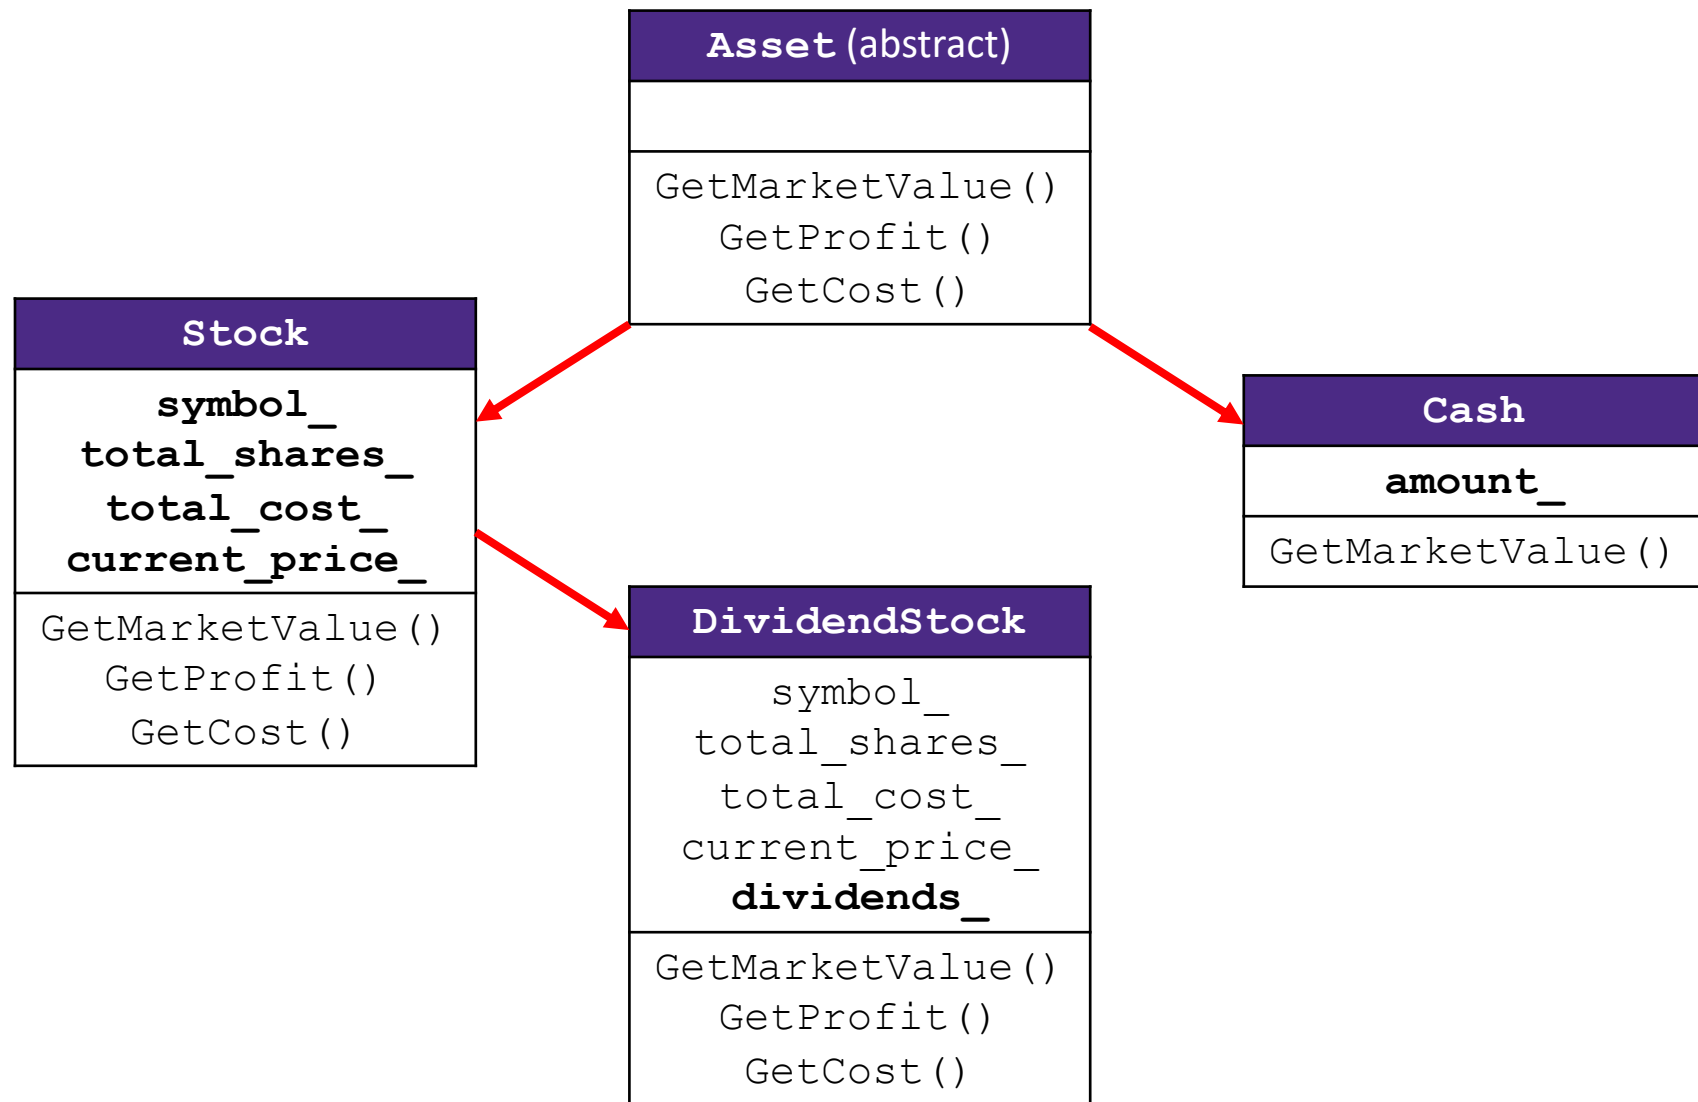 Asset (abstract)
GetMarketValue()
GetProfit()
GetCost()
Stock
symbol_
total_shares_
total_cost_
current_price_
GetMarketValue()
GetProfit()
GetCost()
Cash
amount_
GetMarketValue()
DividendStock
symbol_
total_shares_
total_cost_
current_price_
dividends_
GetMarketValue()
GetProfit()
GetCost()